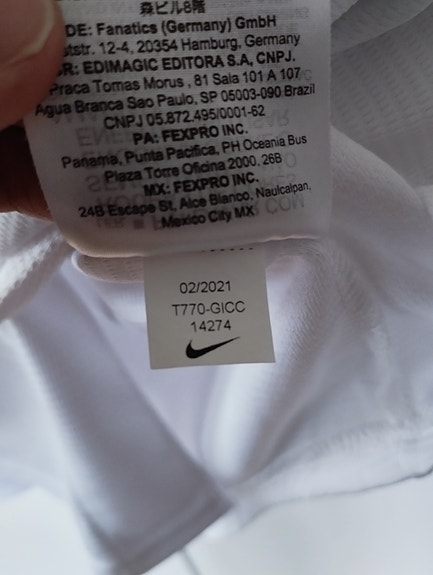 森ビル8階
DE: Fanatics (Germany) GmbH
tstr. 12-4, 20354 Hamburg, Germany
R: EDIMAGIC EDITORA S.A, CNPJ.
Praca Tomas Morus , 81 Sala 101 A 107
Agua Branca Sao Paulo, SP 05003-090 Brazil
CNPJ 05.872.495/0001-62
PA: FEXPRO INC.
Panama, Punta Pacifica, PH Oceania Bus
Plaza Torre Oficina 2000, 26B
MX: FEXPRO INC.
24B Escape St, Alce Blanco, Naulcalpan,
Mexico City MX
02/2021
T770-GICC
14274